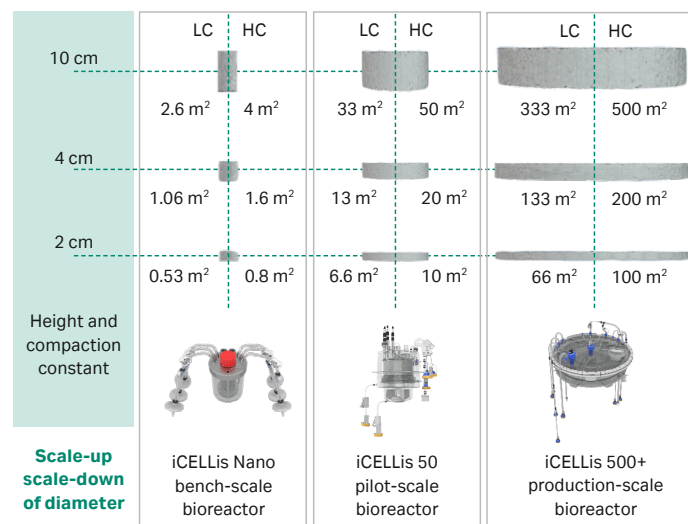 LC HC LC HC LC HC
10 cm
2.6 m² 4 m² 33 m² 50 m² 333 m² 500 m²
4 cm
1.06 m² 1.6 m² 13 m² 20 m² 133 m² 200 m²
2 cm
0.53 m² 0.8 m² 6.6 m² 10 m² 66 m² 100 m²
Height and
compaction
constant
Scale-up
scale-down
of diameter
iCELLis Nano
bench-scale
bioreactor
iCELLis 50
pilot-scale
bioreactor
iCELLis 500+
production-scale
bioreactor